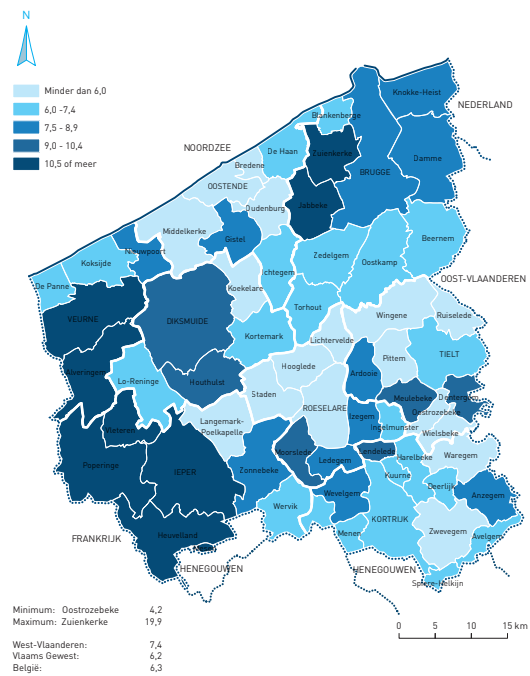 N
Minder dan 6,0
6,0 -7,4
7,5 - 8,9
9,0 - 10,4
10,5 of meer
NOORDZEE
NEDERLAND
OOST-VLAANDEREN
FRANKRIJK
HENEGOUWEN
HENEGOUWEN
Knokke-Heist
Blankenberge
De Haan
Zuienkerke
Damme
BRUGGE
Bredene
OOSTENDE
Jabbeke
Oudenburg
Middelkerke
Gistel
Beernem
Nieuwpoort
Zedelgem
Oostkamp
Koksijde
Ichtegem
De Panne
Koekelare
Torhout
VEURNE
DIKSMUIDE
Wingene
Ruiselede
Kortemark
Lichtervelde
TIELT
Pittem
Hooglede
Alveringem
Lo-Reninge
Houthulst
Ardooie
Staden
Meulebeke
Dentergem
ROESELARE
Oostrozebeke
Izegem
Langemark-
Poelkapelle
Ingelmunster
Vleteren
Wielsbeke
Moorslede
Lendelede
Harelbeke
Waregem
Ledegem
Poperinge
IEPER
Zonnebeke
Kuurne
Deerlijk
Wevelgem
Anzegem
Wervik
KORTRIJK
Zwevegem
Heuvelland
Menen
Avelgem
Spiere-Helkijn
Minimum: Oostrozebeke 4,2
Maximum: Zuienkerke 19,9
West-Vlaanderen: 7,4
Vlaams Gewest: 6,2
België: 6,3
0 5 10 15 km